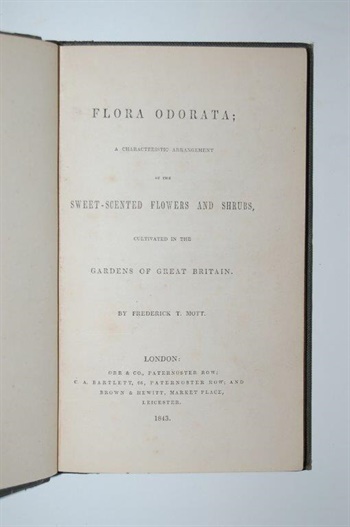 FLORA ODORATA;
A CHARACTERISTIC ARRANGEMENT
OF THE
SWEET-SCENTED FLOWERS AND SHRUBS,
CULTIVATED IN THE
GARDENS OF GREAT BRITAIN.
BY FREDERICK T. MOTT.
LONDON:
ORR & CO., PATERNOSTER ROW;
C. A. BARTLETT, PATERNOSTER ROW; AND
BROWN & HEWITT, MARKET PLACE,
LEICESTER.
1843.